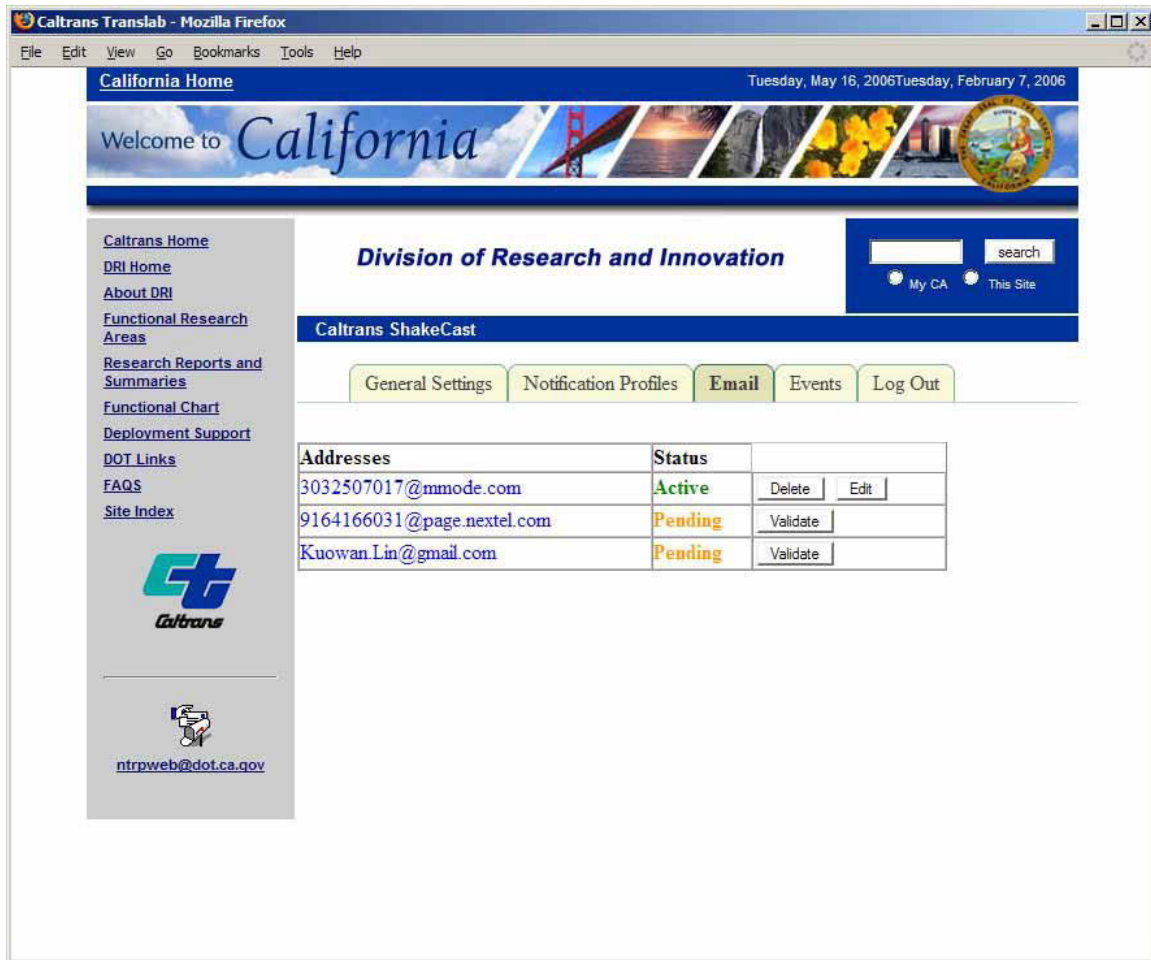 Caltrans Translab - Mozilla Firefox
File Edit View Go Bookmarks Tools Help
California Home
Tuesday, May 16, 2006Tuesday, February 7, 2006
Welcome to California
Caltrans Home
DRI Home
About DRI
Functional Research
Areas
Research Reports and
Summaries
Functional Chart
Deployment Support
DOT Links
FAQS
Site Index
Caltrans
ntrpweb@dot.ca.gov
Division of Research and Innovation
search
My CA This Site
Caltrans ShakeCast
General Settings Notification Profiles Email Events Log Out
Addresses Status
3032507017@mmode.com Active Delete Edit
9164166031@page.nextel.com Pending Validate
Kuowan.Lin@gmail.com Pending Validate